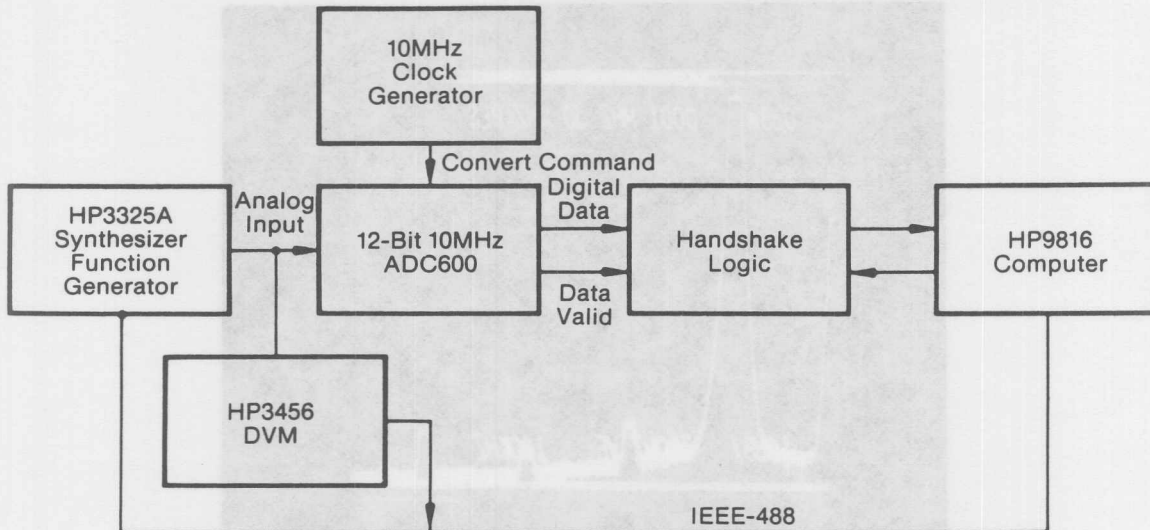 10MHz
Clock
Generator
Convert Command
HP3325A
Synthesizer
Function
Generator
Analog
Input
12-Bit 10MHz
ADC600
Digital
Data
Data
Valid
Handshake
Logic
HP9816
Computer
HP3456
DVM
IEEE-488